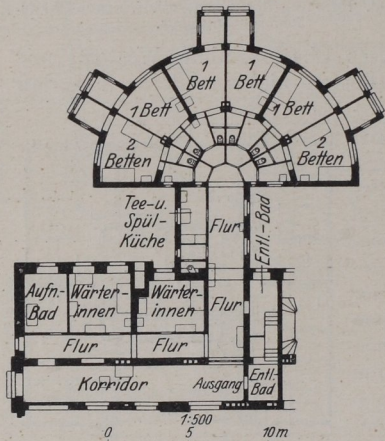 1
Bett
1
Bett
1
Bett
1
Bett
2
Betten
2
Betten
Tee-u.
Spül-
Küche
Flur
Entl.-Bad
Aufn.-
Bad
Wärter-
innen
Wärter-
innen
Flur
Flur
Flur
Korridor
Ausgang
Entl.-
Bad
1:500
0 5 10 m